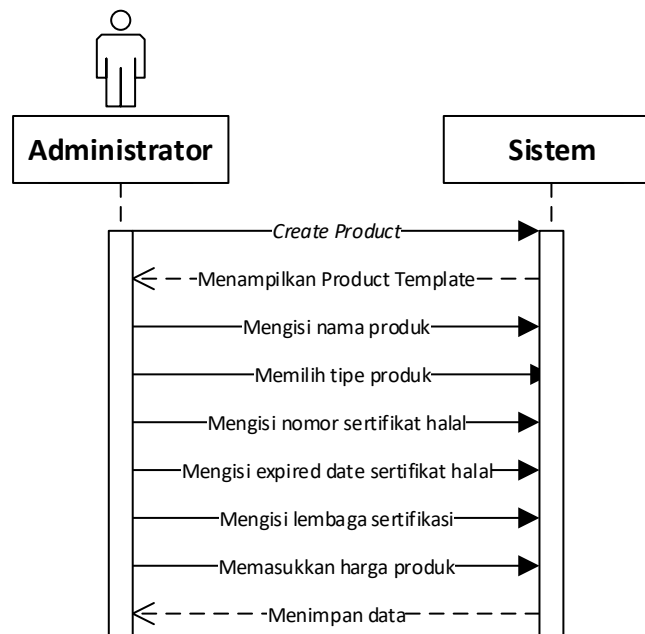 Administrator
Sistem
Create Product
Menampilkan Product Template
Mengisi nama produk
Memilih tipe produk
Mengisi nomor sertifikat halal
Mengisi expired date sertifikat halal
Mengisi lembaga sertifikasi
Memasukkan harga produk
Menimpan data